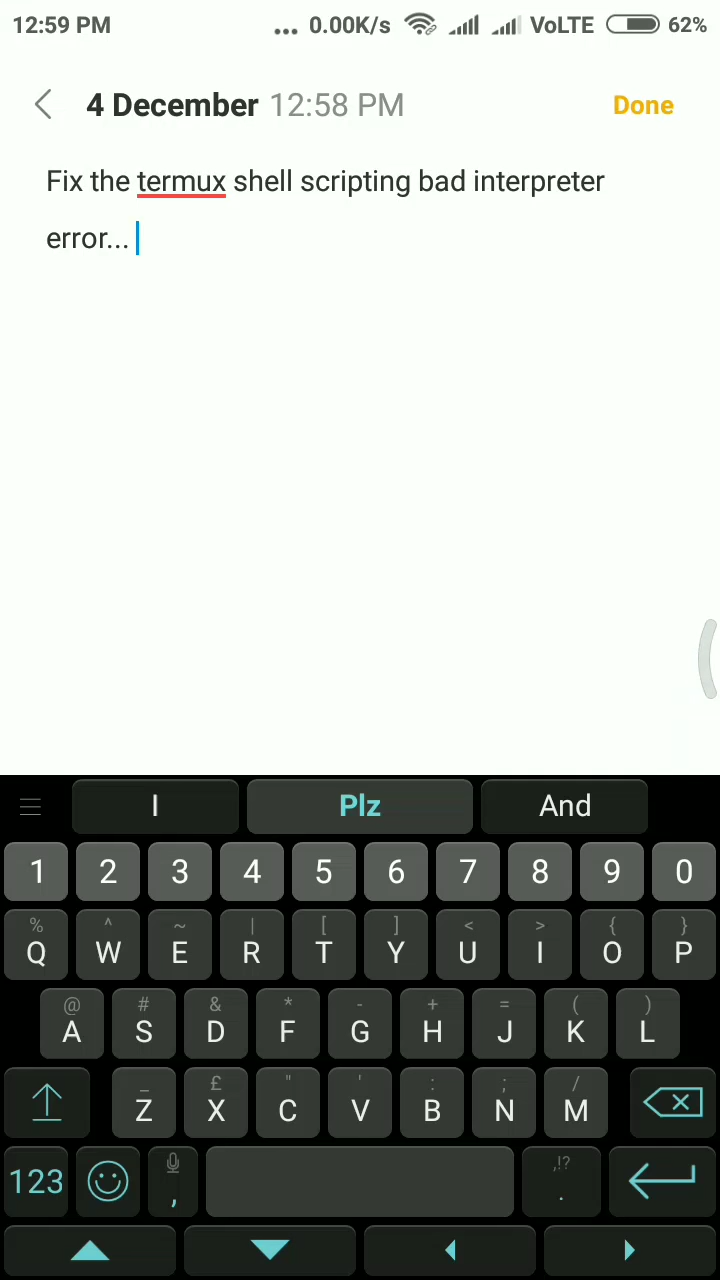 12:59 PM ... 0.00K/s VoLTE 62%
4 December 12:58 PM Done
Fix the termux shell scripting bad interpreter
error...
I Plz And
1 2 3 4 5 6 7 8 9 0
% ^ ~ | [ ] < > { }
Q W E R T Y U I O P
@ # & * - + = ( )
A S D F G H J K L
_ £ " ' : ; /
Z X C V B N M
123 , ,!? .